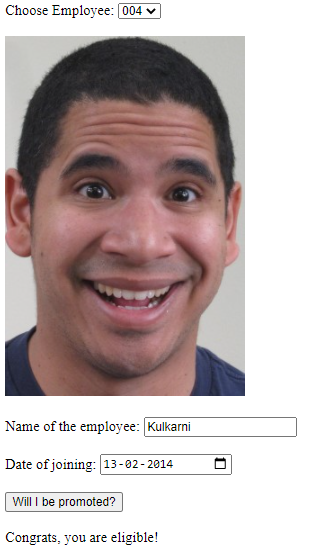 Choose Employee: 004
Name of the employee: Kulkarni
Date of joining: 13-02-2014
Will I be promoted?
Congrats, you are eligible!